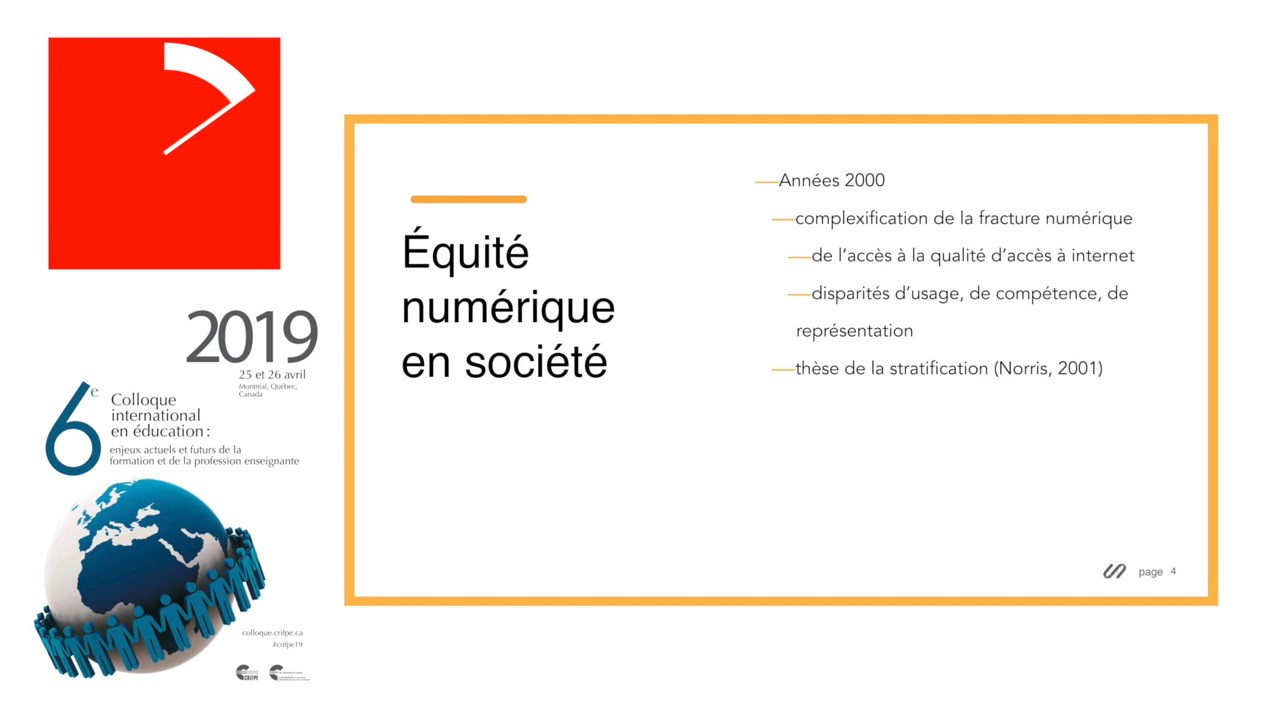 2019
25 et 26 avril
Montréal, Québec,
Canada
6e
Colloque
international
en éducation :
enjeux actuels et futurs de la
formation et de la profession enseignante
colloque.crifpe.ca
#crifpe19
CRIFPE
Équité
numérique
en société
Années 2000
complexification de la fracture numérique
de l'accès à la qualité d'accès à internet
disparités d'usage, de compétence, de
représentation
thèse de la stratification (Norris, 2001)
page 4